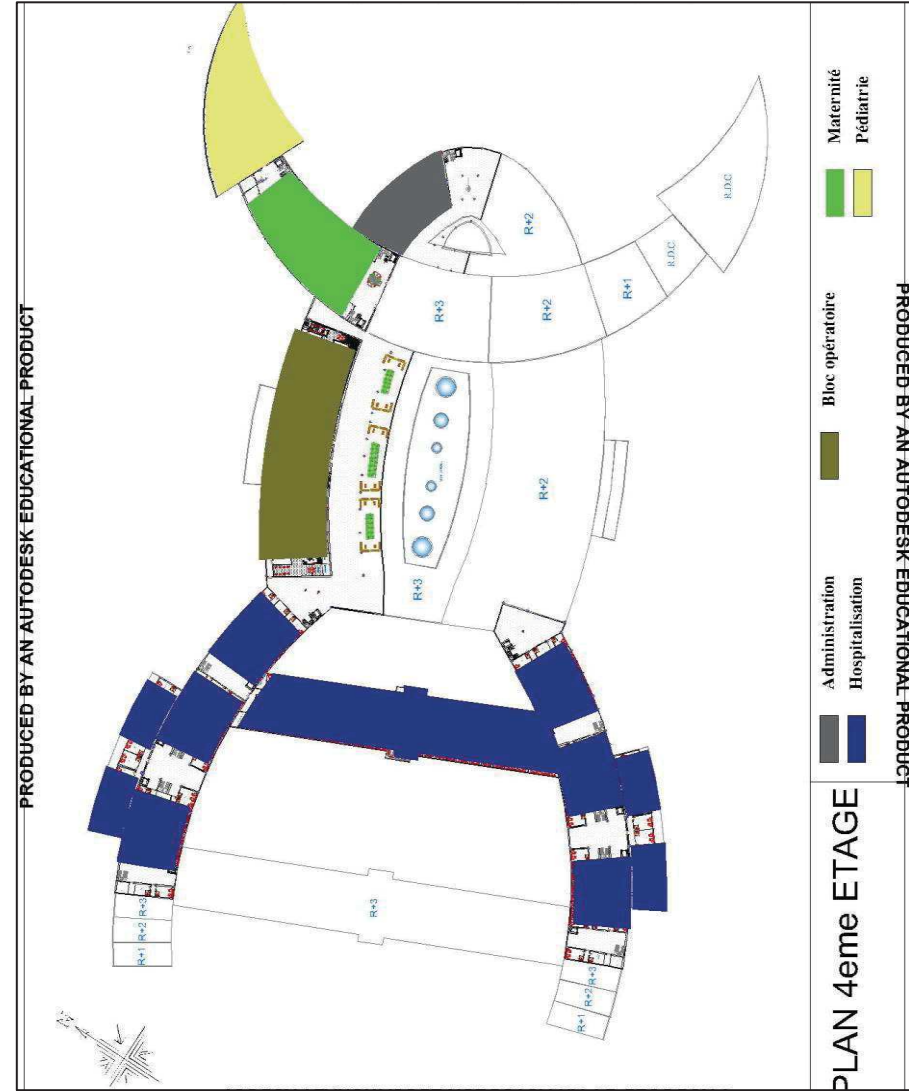 PRODUCED BY AN AUTODESK EDUCATIONAL PRODUCT
R+2
R.D.C
R+3
R+2
R+1
R.D.C
R+2
R+3
R+3
R+3
R+2
R+1
R+3
R+2
R+1
N
PLAN 4eme ETAGE
Administration
Hospitalisation
Bloc opératoire
Maternité
Pédiatrie
PRODUCED BY AN AUTODESK EDUCATIONAL PRODUCT